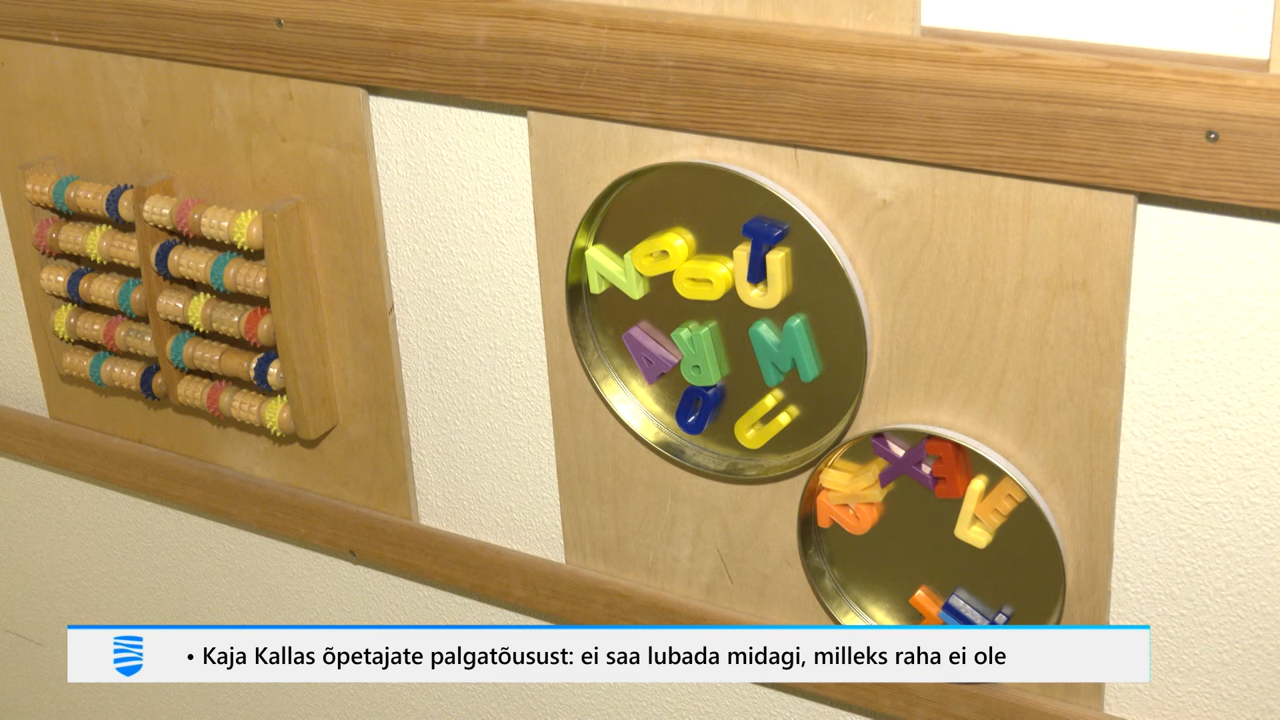 N O O U T
A R M
O U
X E
K N L E
• Kaja Kallas õpetajate palgatõusust: ei saa lubada midagi, milleks raha ei ole